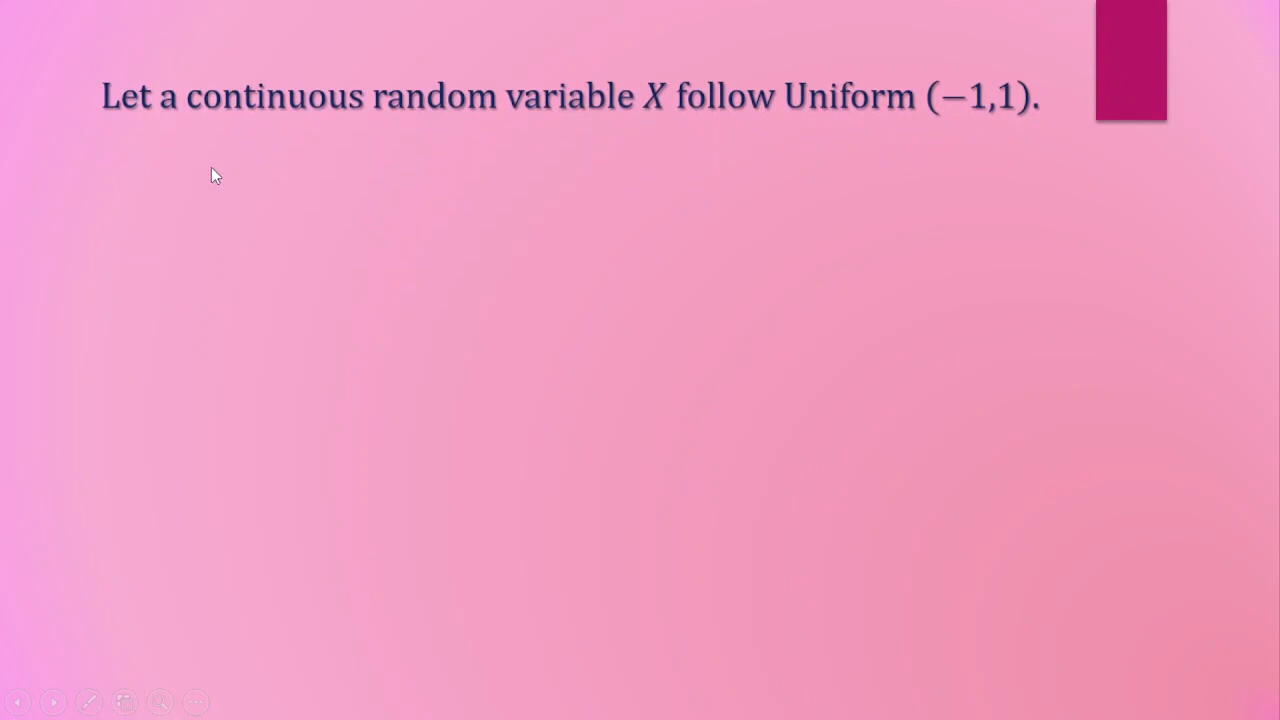 Let a continuous random variable X follow Uniform (−1,1).